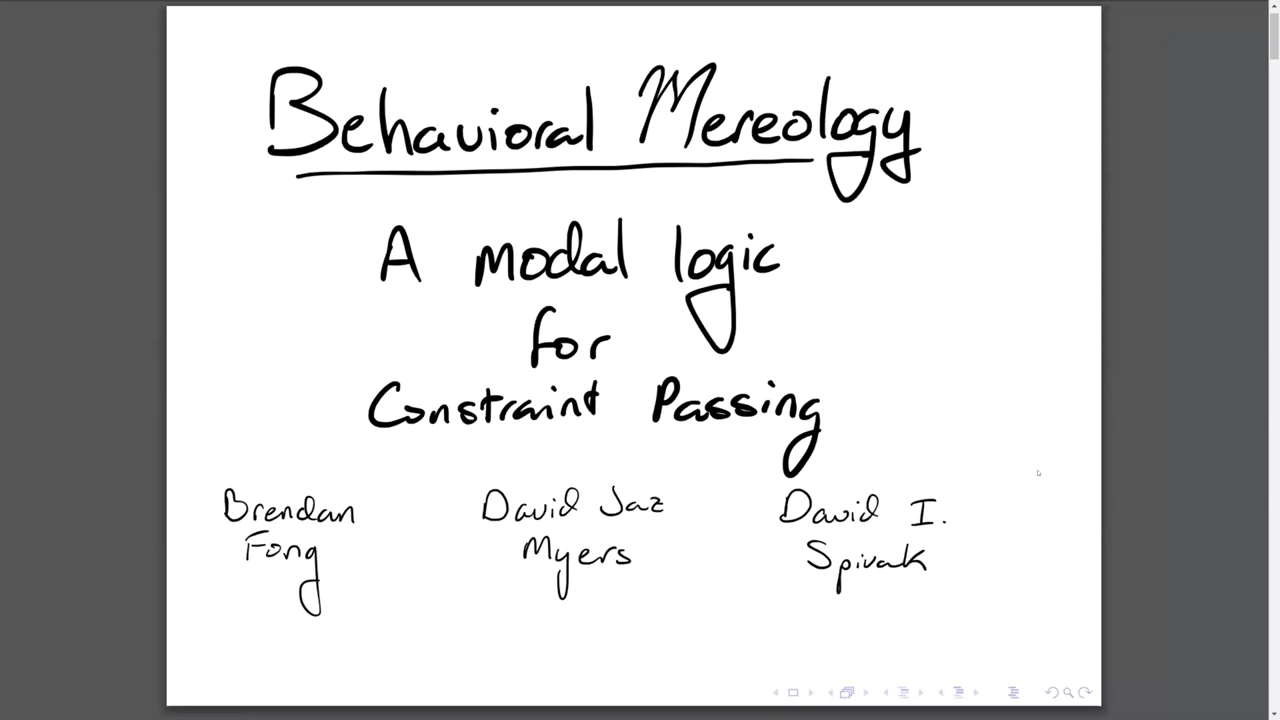 Behavioral Mereology
A modal logic
for
Constraint Passing
Brendan David Jaz David I.
Fong Myers Spivak